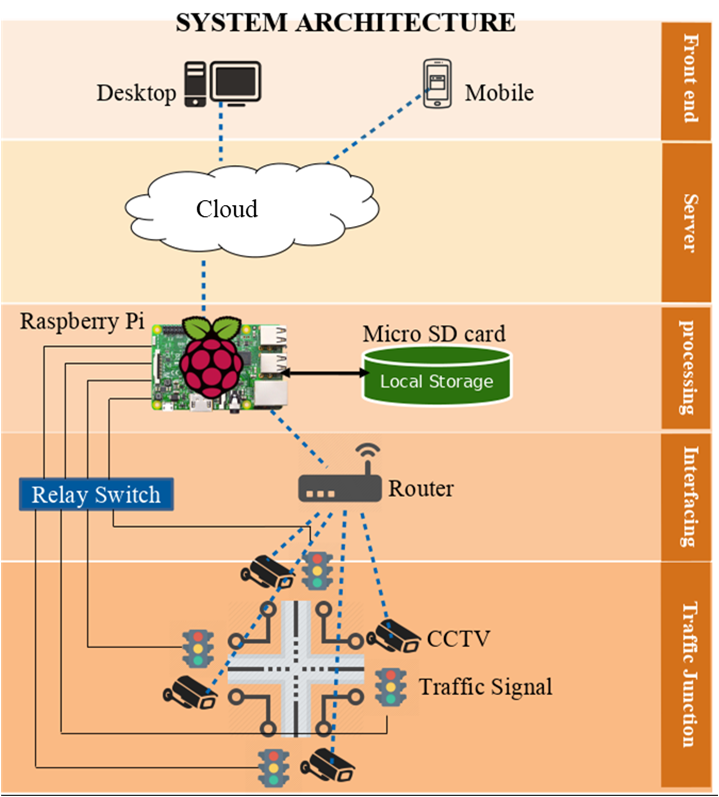 SYSTEM ARCHITECTURE
Desktop
Mobile
Front end
Cloud
Server
Raspberry Pi
Micro SD card
Local Storage
processing
Relay Switch
Router
Interfacing
CCTV
Traffic Signal
Traffic Junction